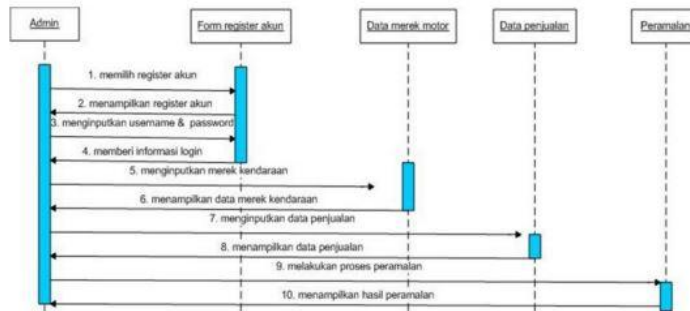 Admin
Form register akun
Data merek motor
Data penjualan
Peramalan
1. memilih register akun
2. menampilkan register akun
3. menginputkan username & password
4. memberi informasi login
5. menginputkan merek kendaraan
6. menampilkan data merek kendaraan
7. menginputkan data penjualan
8. menampilkan data penjualan
9. melakukan proses peramalan
10. menampilkan hasil peramalan